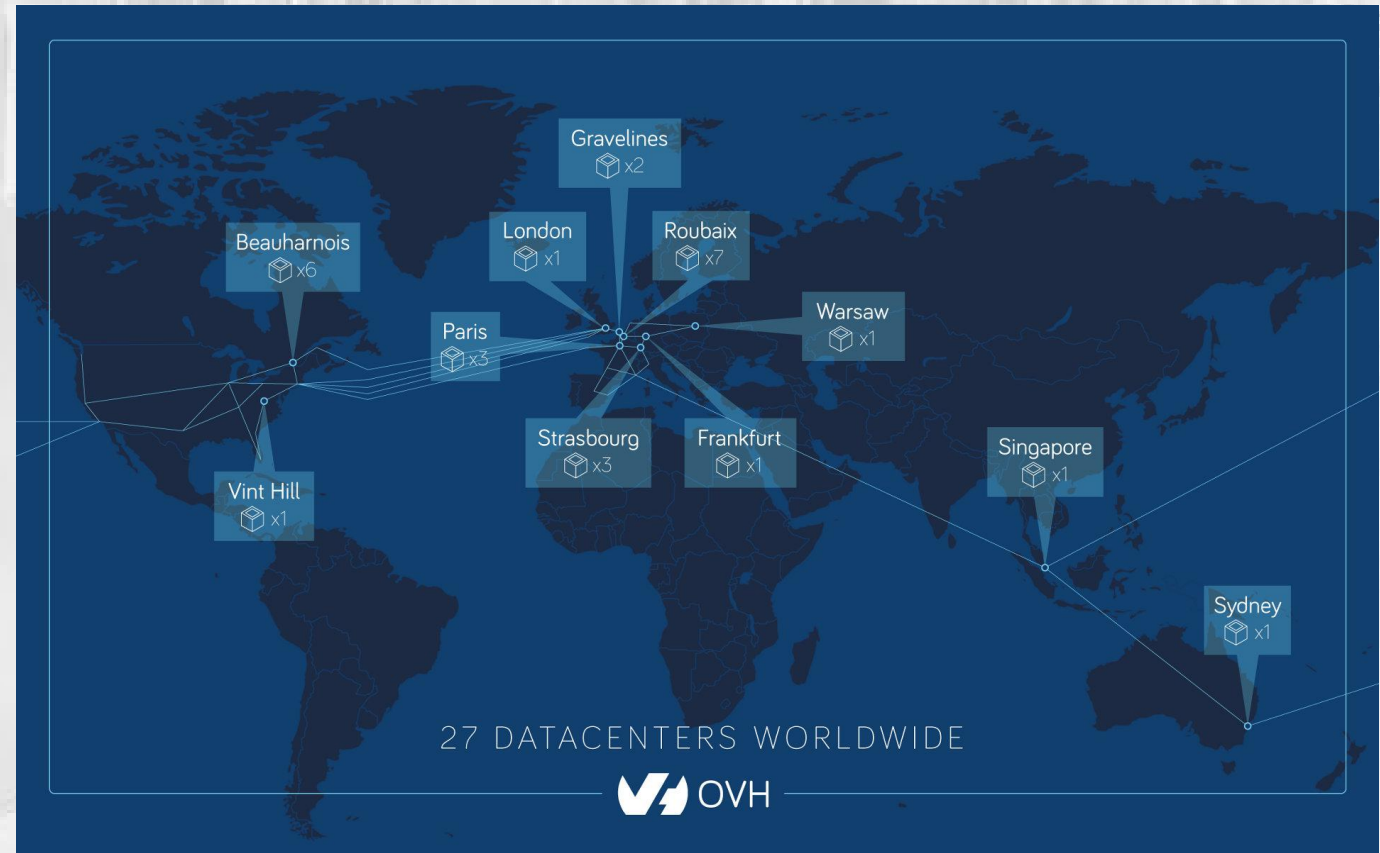 Gravelines
x2
London
x1
Roubaix
x7
Beauharnois
x6
Warsaw
x1
Paris
x3
Strasbourg
x3
Frankfurt
x1
Singapore
x1
Vint Hill
x1
Sydney
x1
27 DATACENTERS WORLDWIDE
OVH